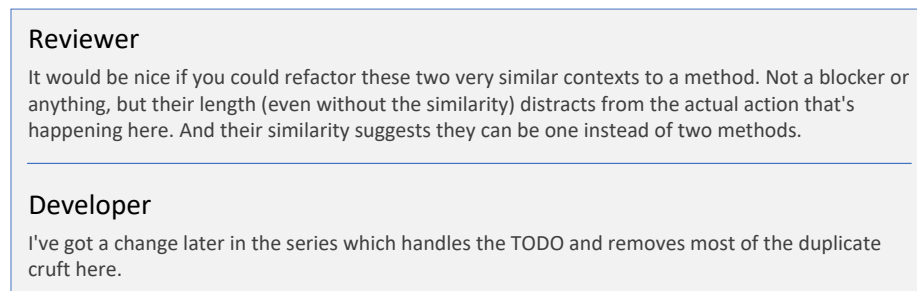 Reviewer
It would be nice if you could refactor these two very similar contexts to a method. Not a blocker or
anything, but their length (even without the similarity) distracts from the actual action that's
happening here. And their similarity suggests they can be one instead of two methods.
Developer
I've got a change later in the series which handles the TODO and removes most of the duplicate
cruft here.